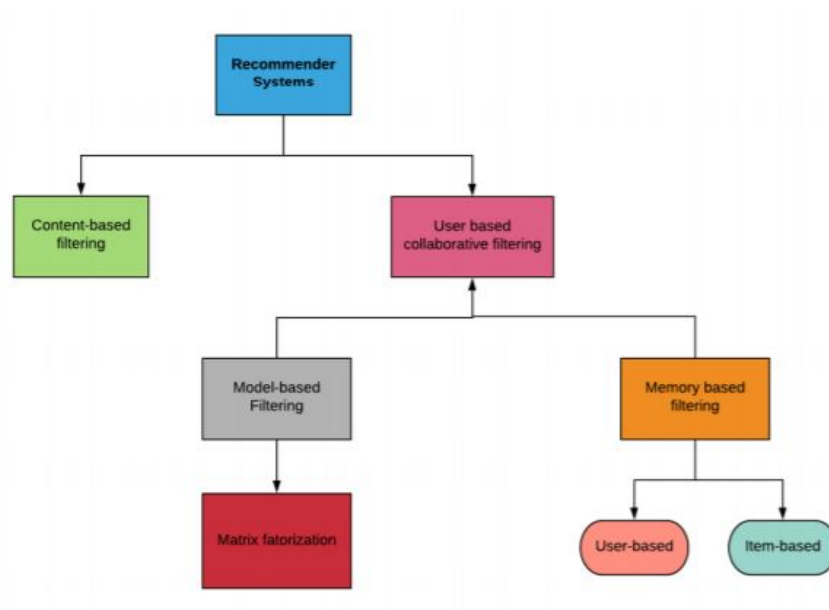 Recommender
Systems
Content-based
filtering
User based
collaborative filtering
Model-based
Filtering
Memory based
filtering
Matrix fatorization
User-based
Item-based